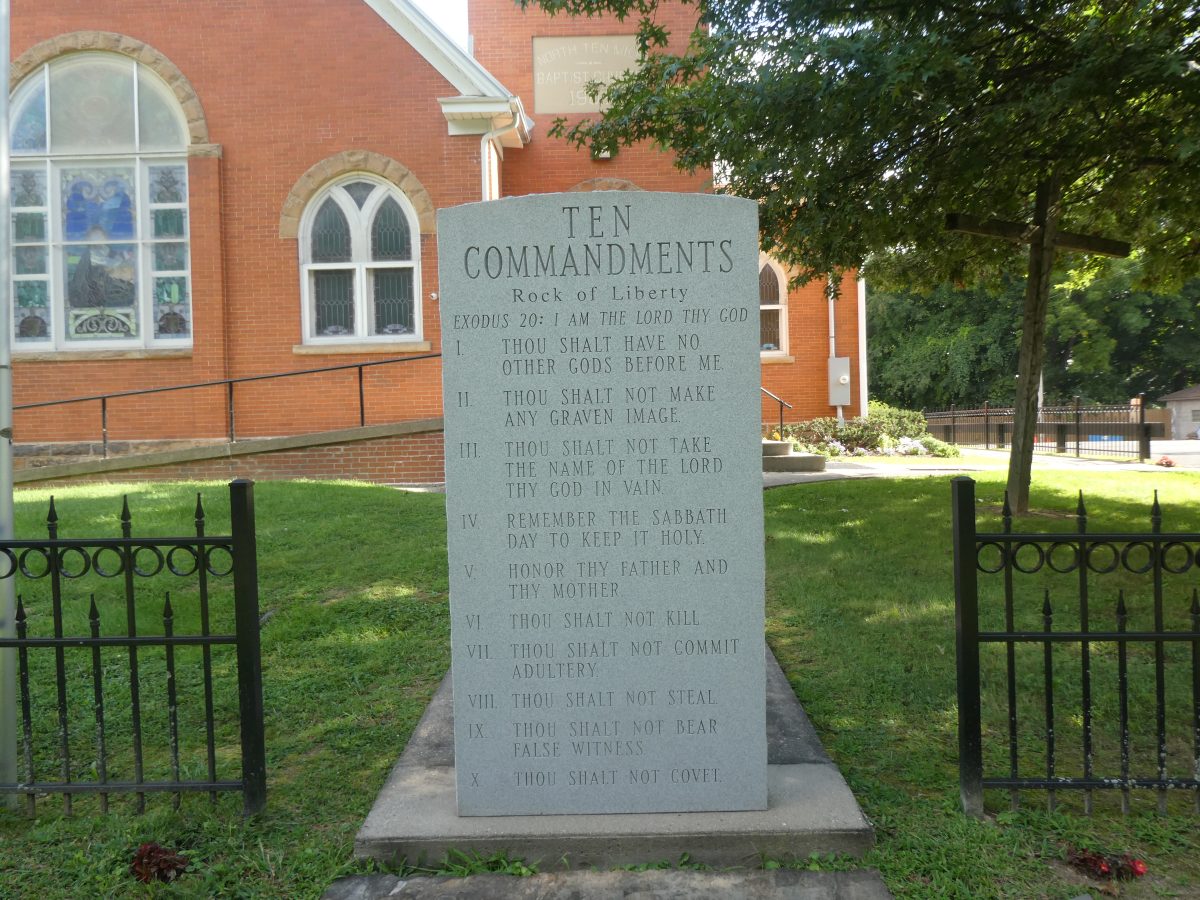 NORTH TEN
BAPTIST
TEN
COMMANDMENTS
Rock of Liberty
EXODUS 20: I AM THE LORD THY GOD
I. THOU SHALT HAVE NO
OTHER GODS BEFORE ME.
II. THOU SHALT NOT MAKE
ANY GRAVEN IMAGE.
III. THOU SHALT NOT TAKE
THE NAME OF THE LORD
THY GOD IN VAIN.
IV. REMEMBER THE SABBATH
DAY TO KEEP IT HOLY.
V. HONOR THY FATHER AND
THY MOTHER
VI. THOU SHALT NOT KILL
VII. THOU SHALT NOT COMMIT
ADULTERY.
VIII. THOU SHALT NOT STEAL.
IX. THOU SHALT NOT BEAR
FALSE WITNESS
X. THOU SHALT NOT COVET.